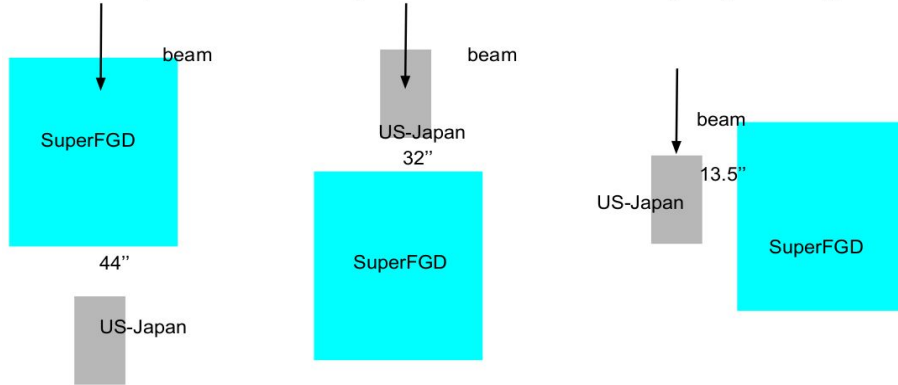 beam
SuperFGD
44’’
US-Japan
beam
US-Japan
32’’
SuperFGD
beam
13.5’’
US-Japan
SuperFGD